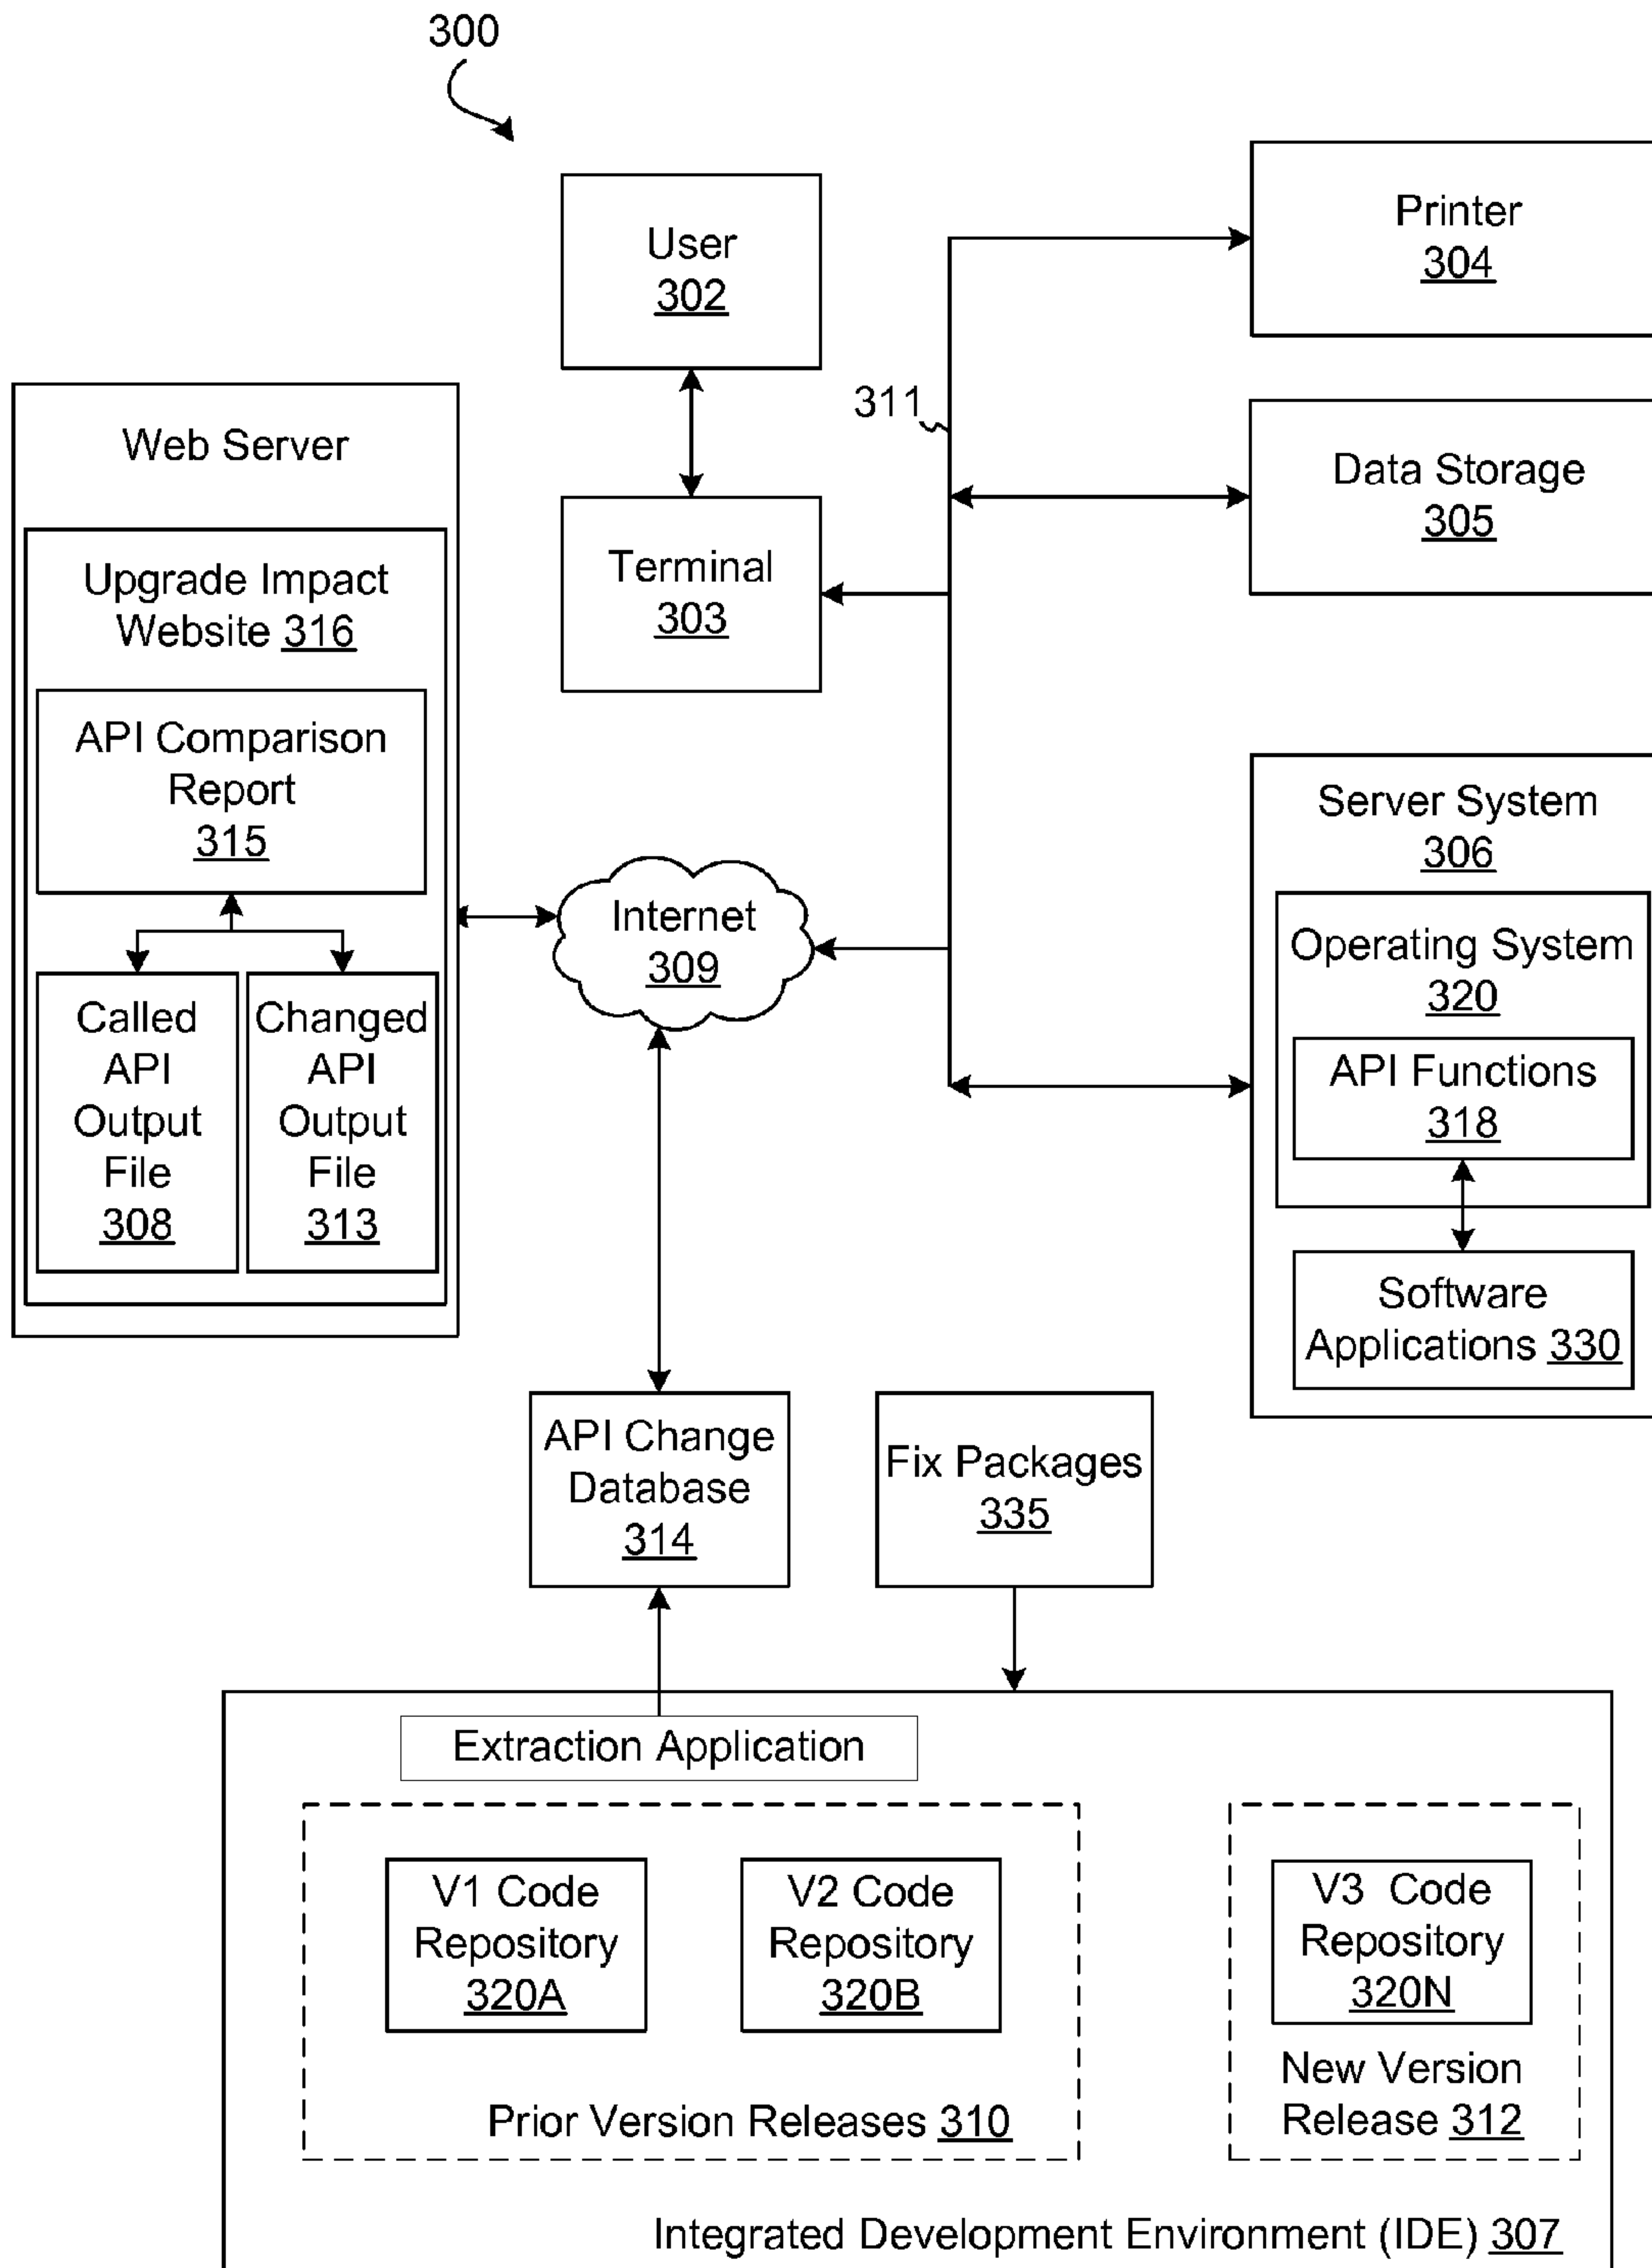 300
User
302
Printer
304
311
Data Storage
305
Web Server
Upgrade Impact
Website 316
API Comparison
Report
315
Called
API
Output
File
308
Changed
API
Output
File
313
Terminal
303
Internet
309
Server System
306
Operating System
320
API Functions
318
Software
Applications 330
API Change
Database
314
Fix Packages
335
Extraction Application
V1 Code
Repository
320A
V2 Code
Repository
320B
Prior Version Releases 310
V3 Code
Repository
320N
New Version
Release 312
Integrated Development Environment (IDE) 307